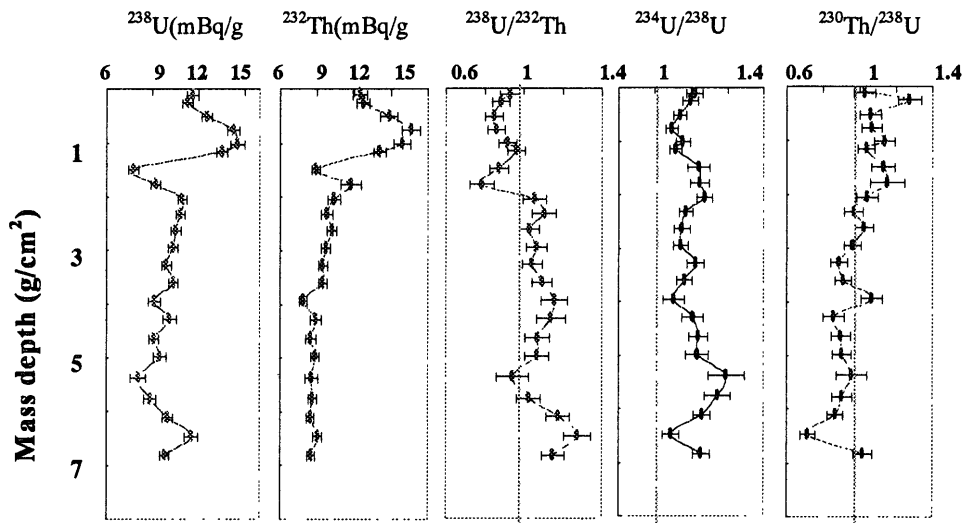 ²³⁸U(mBq/g ²³²Th(mBq/g ²³⁸U/²³²Th ²³⁴U/²³⁸U ²³⁰Th/²³⁸U
6 9 12 15 6 9 12 15 0.6 1 1.4 1 1.4 0.6 1 1.4
1
3
5
7
Mass depth (g/cm²)